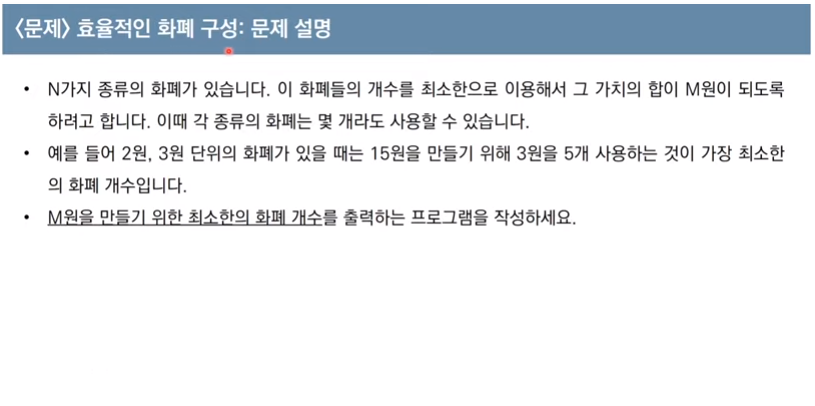 <문제> 효율적인 화폐 구성: 문제 설명
• N가지 종류의 화폐가 있습니다. 이 화폐들의 개수를 최소한으로 이용해서 그 가치의 합이 M원이 되도록
하려고 합니다. 이때 각 종류의 화폐는 몇 개라도 사용할 수 있습니다.
• 예를 들어 2원, 3원 단위의 화폐가 있을 때는 15원을 만들기 위해 3원을 5개 사용하는 것이 가장 최소한
의 화폐 개수입니다.
• M원을 만들기 위한 최소한의 화폐 개수를 출력하는 프로그램을 작성하세요.